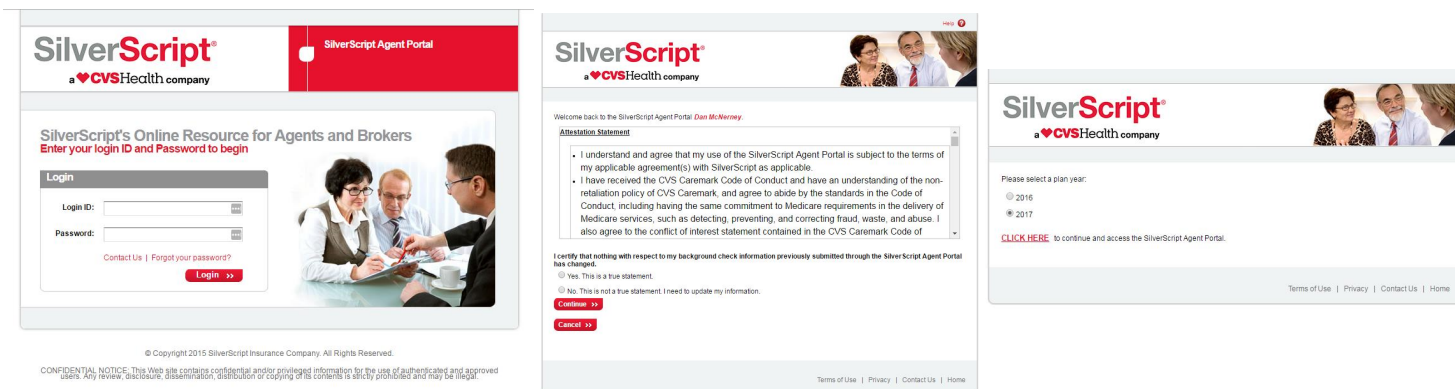 SilverScript®
a CVSHealth company
SilverScript Agent Portal
SilverScript's Online Resource for Agents and Brokers
Enter your login ID and Password to begin
Login
Login ID:
Password:
Contact Us | Forgot your password?
Login >>
© Copyright 2015 SilverScript Insurance Company. All Rights Reserved.
CONFIDENTIAL NOTICE: This Web site contains confidential and/or privileged information for the use of authenticated and approved
users. Any review, disclosure, dissemination, distribution or copying of its contents is strictly prohibited and may be illegal.
Help ?
SilverScript®
a CVSHealth company
Welcome back to the SilverScript Agent Portal Dan McNerney.
Attestation Statement
• I understand and agree that my use of the SilverScript Agent Portal is subject to the terms of
my applicable agreement(s) with SilverScript as applicable.
• I have received the CVS Caremark Code of Conduct and have an understanding of the non-
retaliation policy of CVS Caremark, and agree to abide by the standards in the Code of
Conduct, including having the same commitment to Medicare requirements in the delivery of
Medicare services, such as detecting, preventing, and correcting fraud, waste, and abuse. I
also agree to the conflict of interest statement contained in the CVS Caremark Code of
I certify that nothing with respect to my background check information previously submitted through the SilverScript Agent Portal
has changed.
Yes. This is a true statement.
No. This is not a true statement. I need to update my information.
Continue >>
Cancel >>
Terms of Use | Privacy | Contact Us | Home
SilverScript®
a CVSHealth company
Please select a plan year:
2016
2017
CLICK HERE to continue and access the SilverScript Agent Portal.
Terms of Use | Privacy | Contact Us | Home